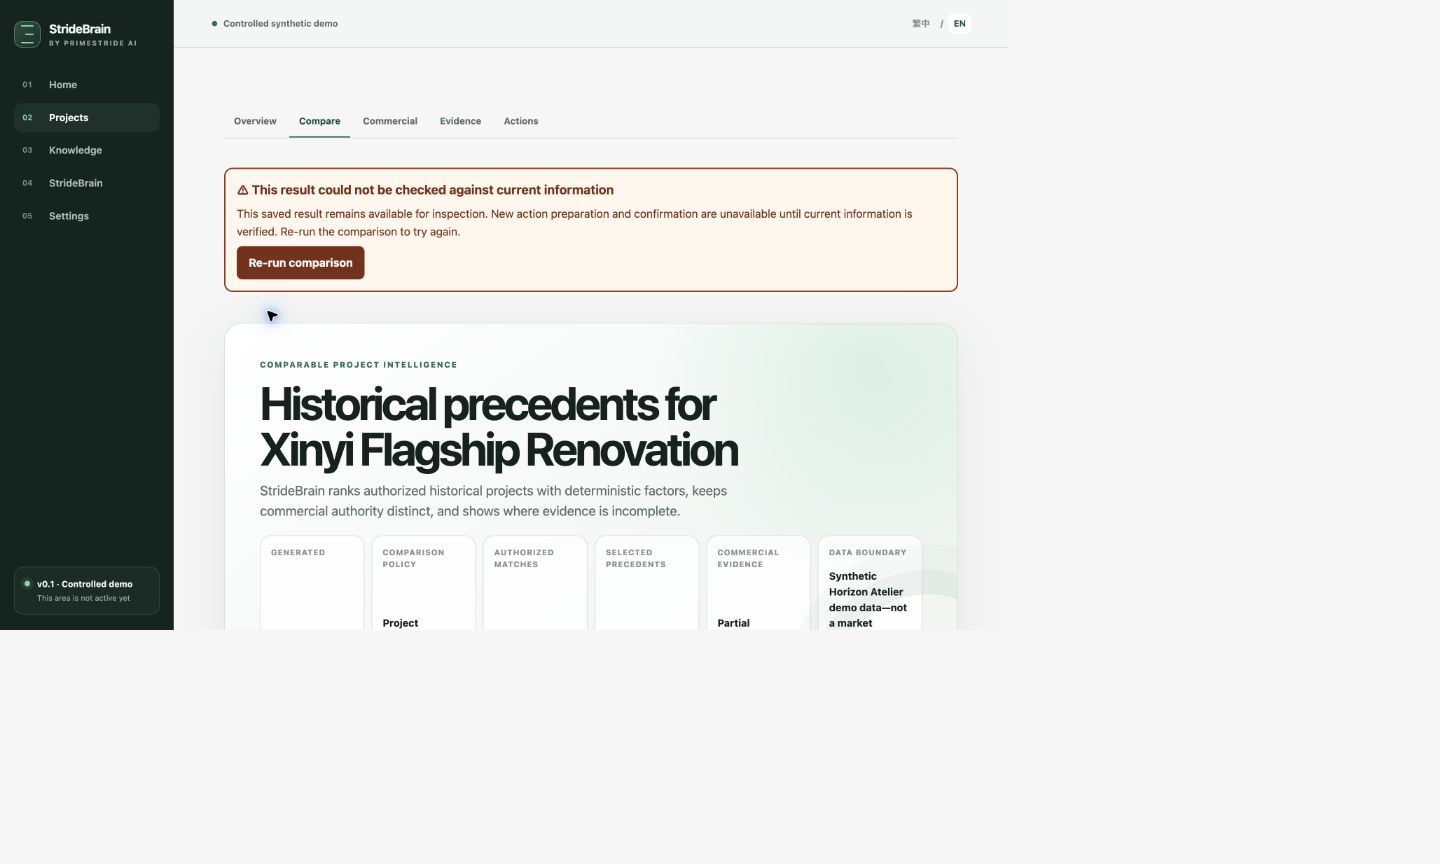 StrideBrain
BY PRIMESTRIDE AI
01 Home
02 Projects
03 Knowledge
04 StrideBrain
05 Settings
v0.1 · Controlled demo
This area is not active yet
Controlled synthetic demo
繁中 / EN
Overview Compare Commercial Evidence Actions
This result could not be checked against current information
This saved result remains available for inspection. New action preparation and confirmation are unavailable until current information is
verified. Re-run the comparison to try again.
Re-run comparison
COMPARABLE PROJECT INTELLIGENCE
Historical precedents for
Xinyi Flagship Renovation
StrideBrain ranks authorized historical projects with deterministic factors, keeps
commercial authority distinct, and shows where evidence is incomplete.
GENERATED
COMPARISON
POLICY
Project
AUTHORIZED
MATCHES
SELECTED
PRECEDENTS
COMMERCIAL
EVIDENCE
Partial
DATA BOUNDARY
Synthetic
Horizon Atelier
demo data—not
a market